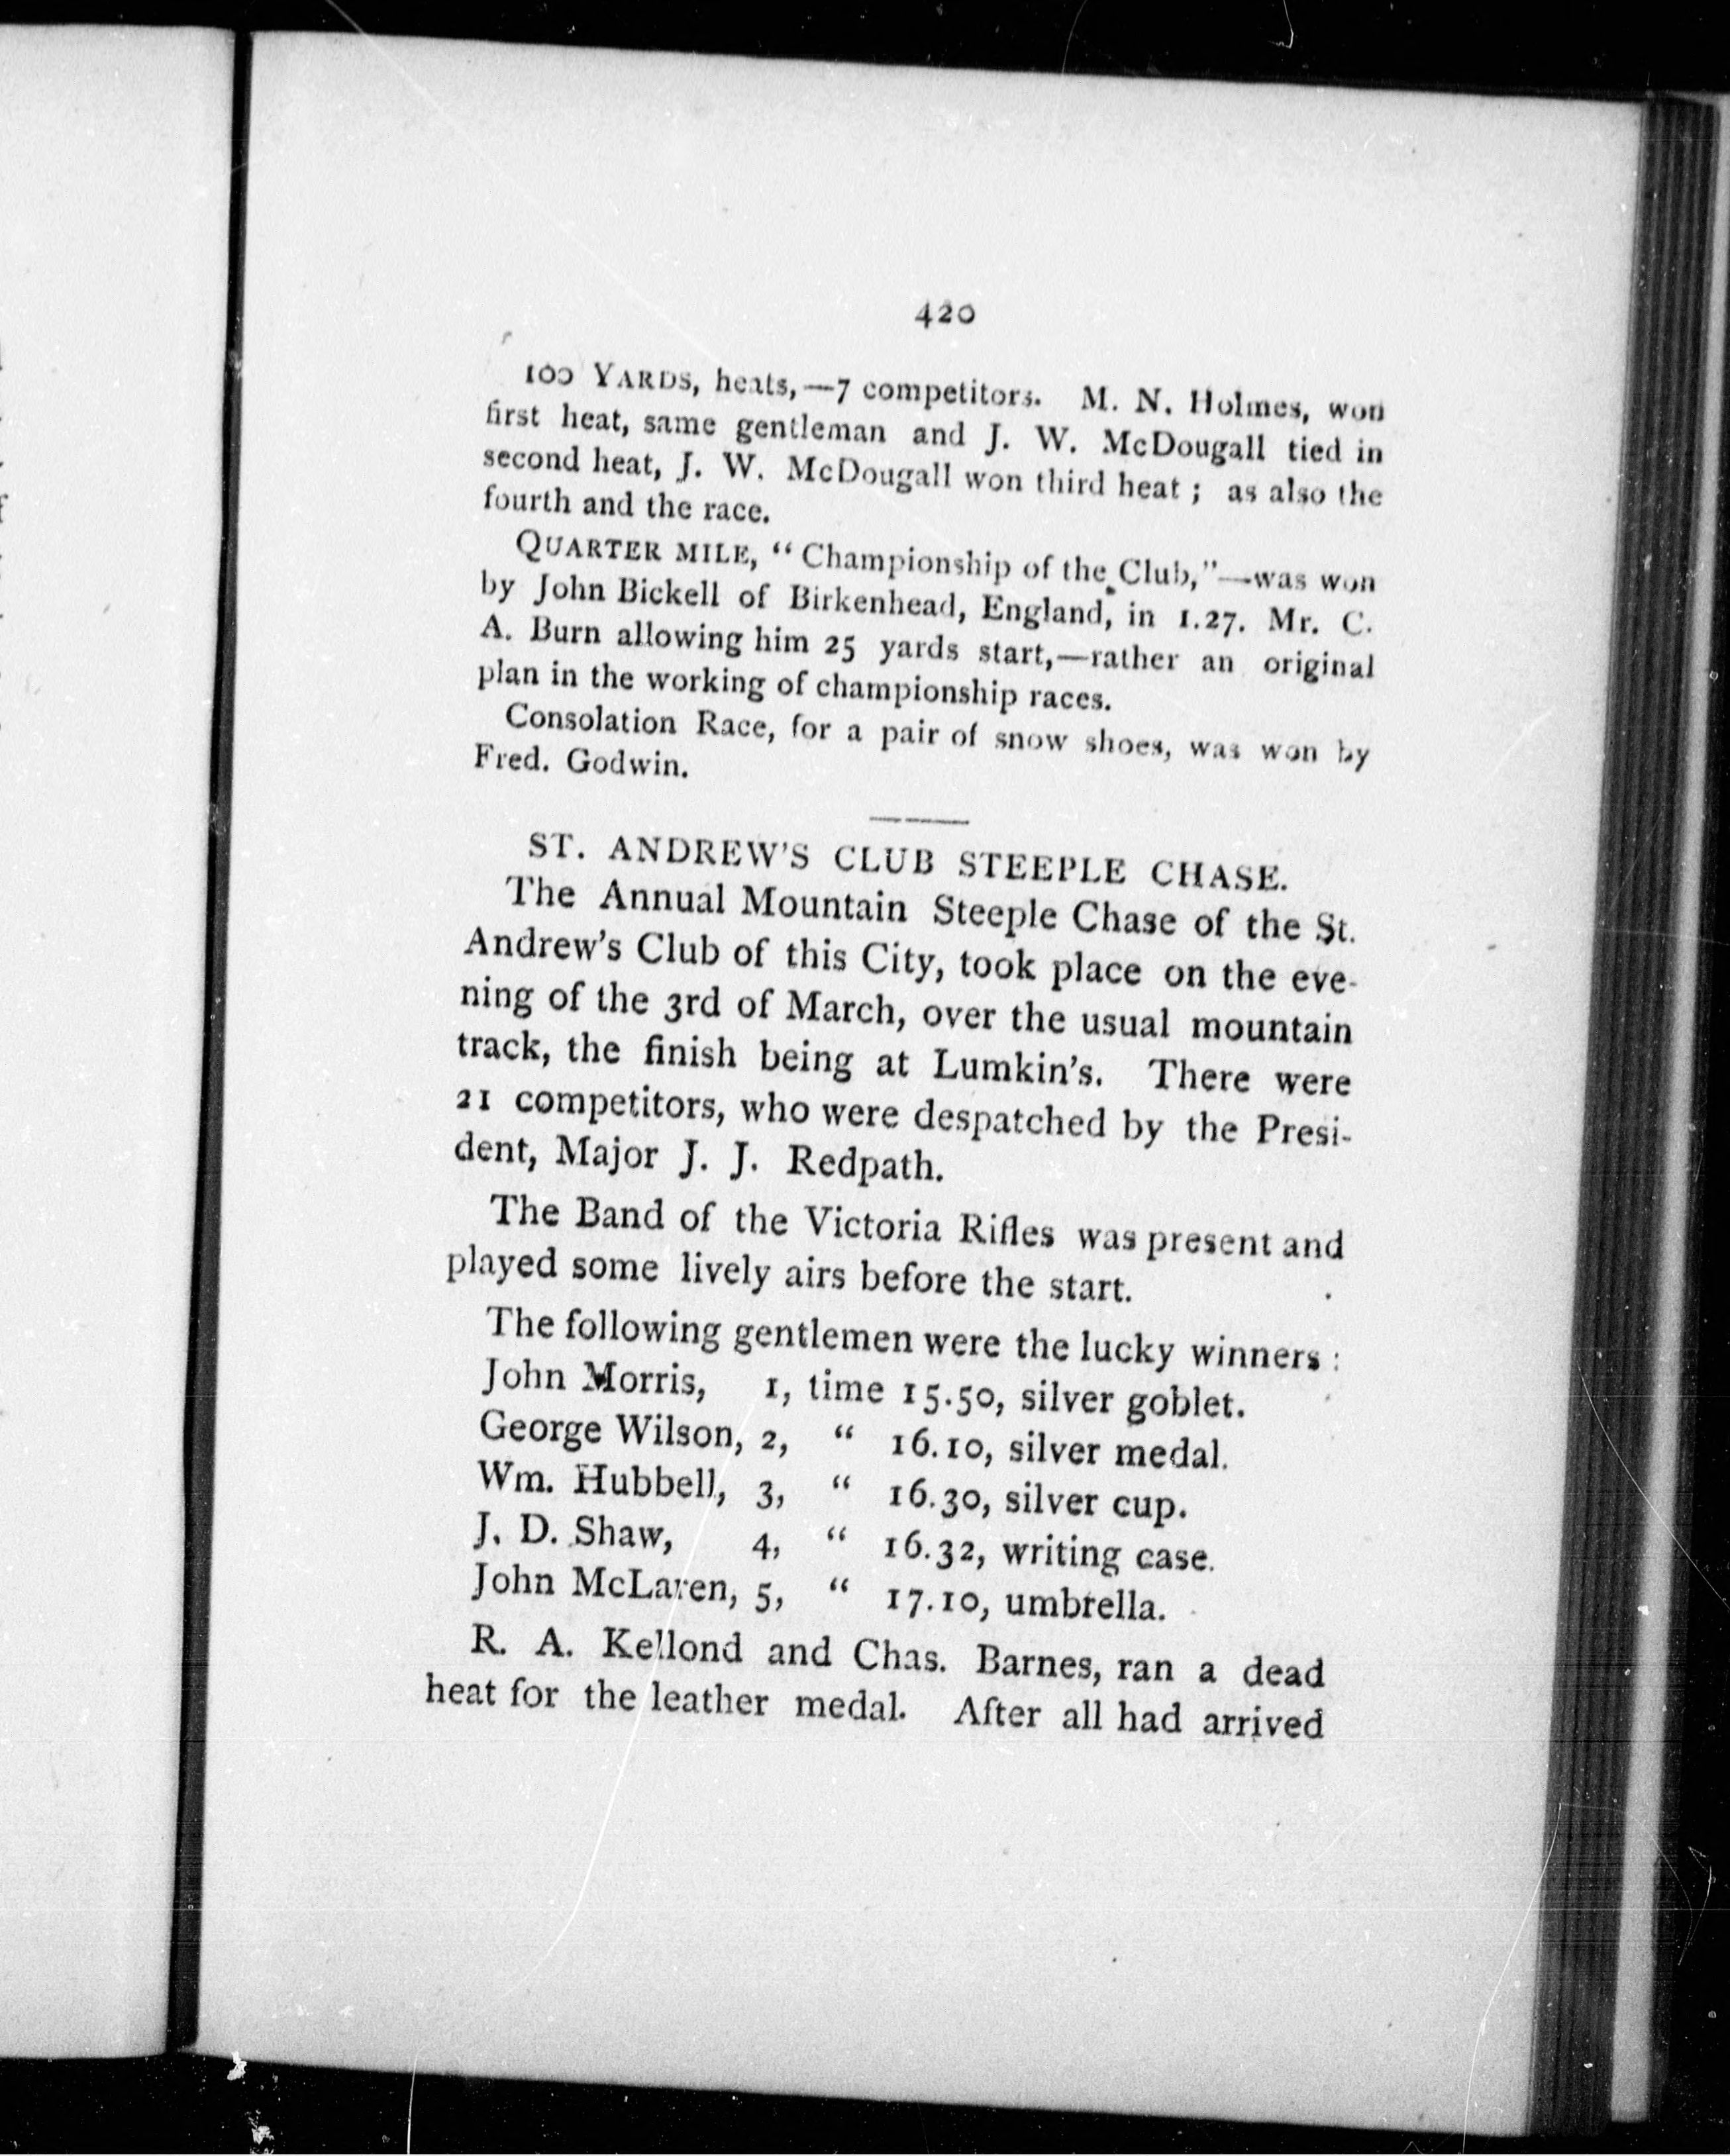 420
100 YARDS, heats,—7 competitors. M. N. Holmes, won
first heat, same gentleman and J. W. McDougall tied in
second heat, J. W. McDougall won third heat ; as also the
fourth and the race.
QUARTER MILE, “ Championship of the Club,”—was won
by John Bickell of Birkenhead, England, in 1.27. Mr. C.
A. Burn allowing him 25 yards start,—rather an original
plan in the working of championship races.
Consolation Race, for a pair of snow shoes, was won by
Fred. Godwin.
ST. ANDREW’S CLUB STEEPLE CHASE.
The Annual Mountain Steeple Chase of the St.
Andrew’s Club of this City, took place on the eve-
ning of the 3rd of March, over the usual mountain
track, the finish being at Lumkin’s. There were
21 competitors, who were despatched by the Presi-
dent, Major J. J. Redpath.
The Band of the Victoria Rifles was present and
played some lively airs before the start.
The following gentlemen were the lucky winners :
John Morris, 1, time 15.50, silver goblet.
George Wilson, 2, “ 16.10, silver medal.
Wm. Hubbell, 3, “ 16.30, silver cup.
J. D. Shaw, 4, “ 16.32, writing case.
John McLaren, 5, “ 17.10, umbrella.
R. A. Kellond and Chas. Barnes, ran a dead
heat for the leather medal. After all had arrived